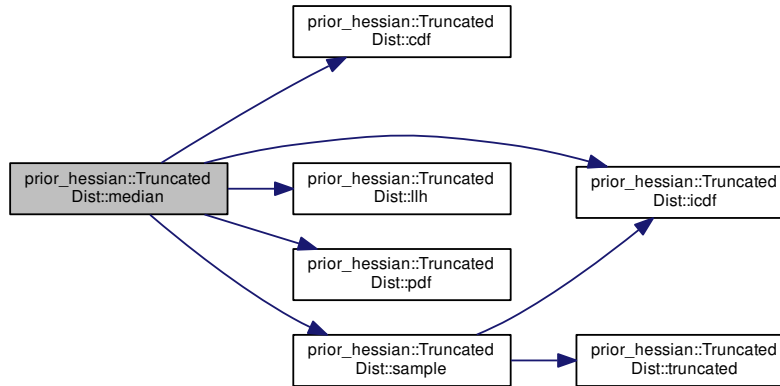 prior_hessian::Truncated
Dist::cdf
prior_hessian::Truncated
Dist::median
prior_hessian::Truncated
Dist::llh
prior_hessian::Truncated
Dist::icdf
prior_hessian::Truncated
Dist::pdf
prior_hessian::Truncated
Dist::sample
prior_hessian::Truncated
Dist::truncated